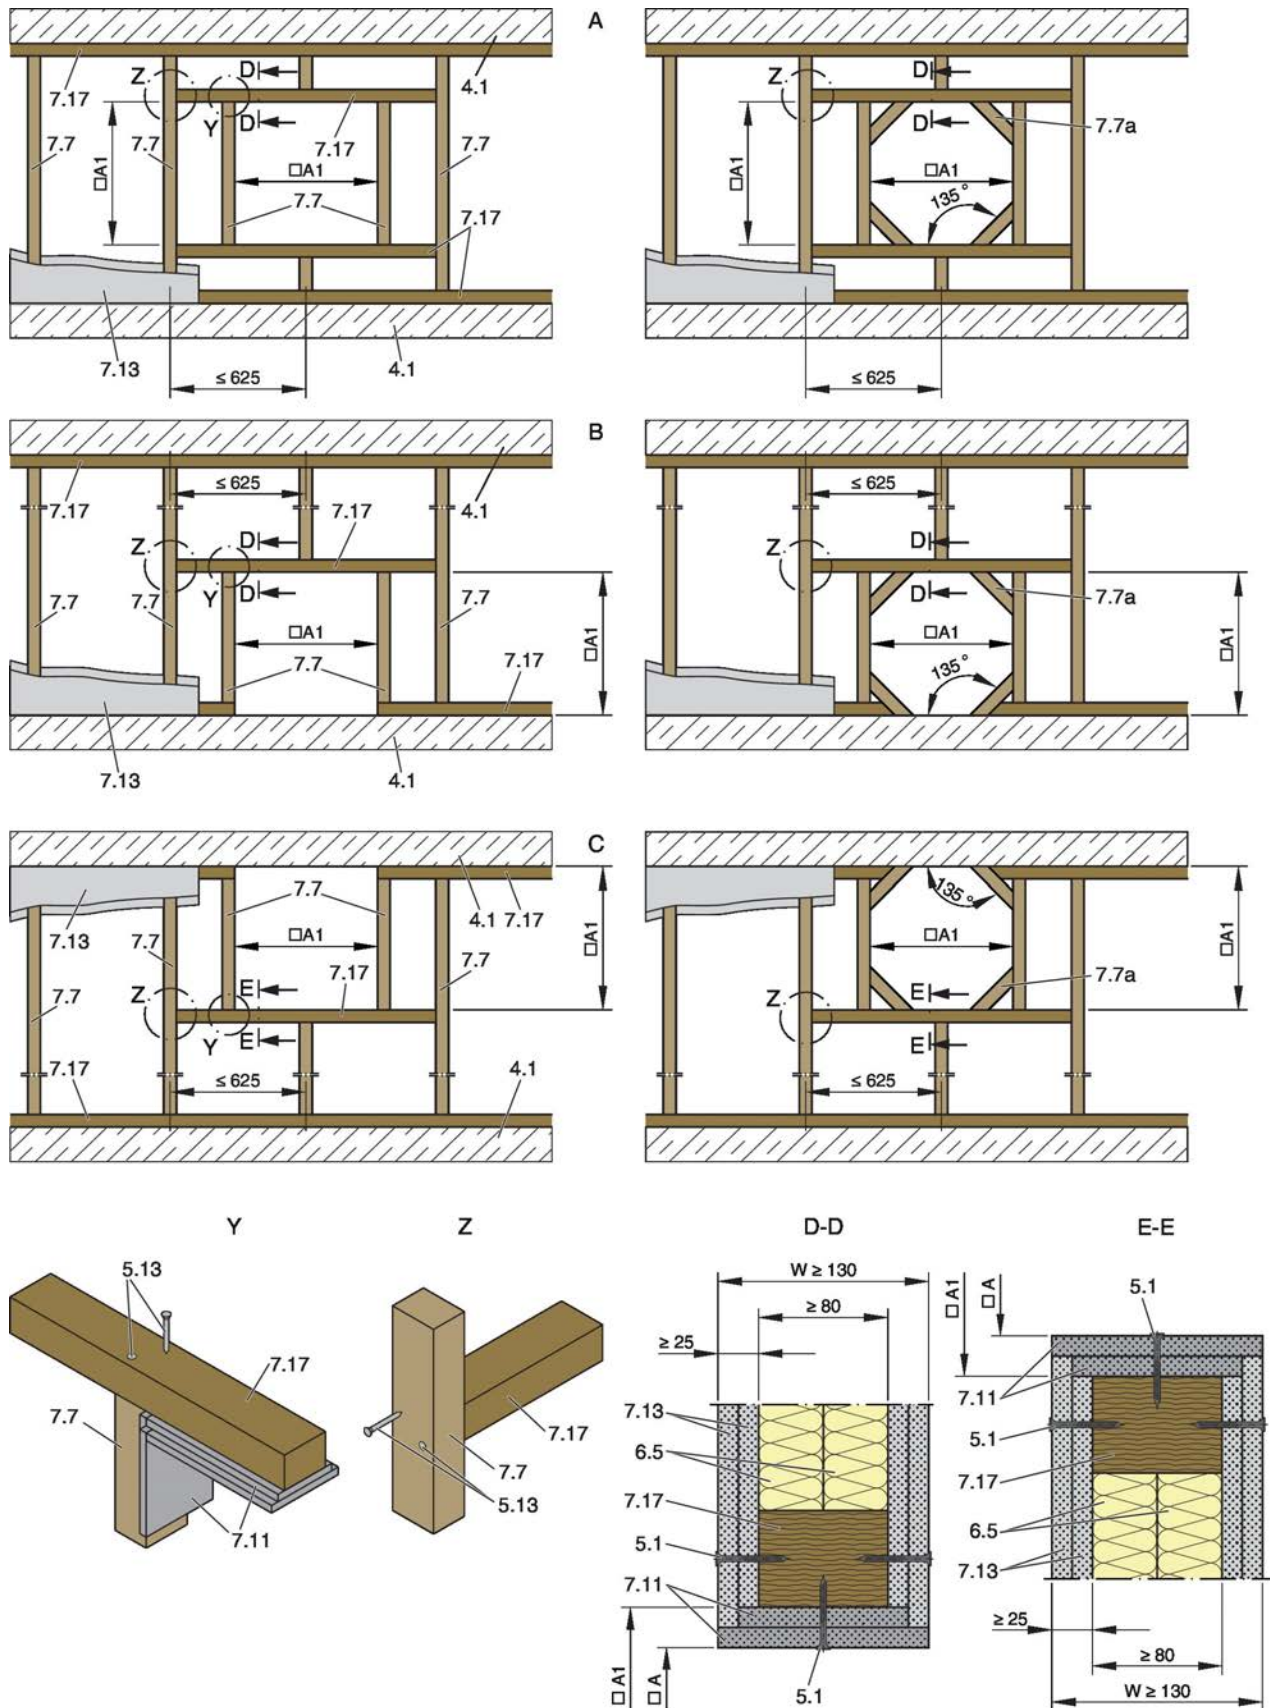 A
Z
D
D
Y
7.17
7.17
4.1
7.7
□A1
7.7
□A1
7.7
7.7
7.17
7.13
4.1
≤ 625
Z
D
D
7.7a
□A1
□A1
135°
≤ 625
B
7.17
≤ 625
7.17
4.1
Z
D
D
Y
7.7
7.7
□A1
7.7
7.7
7.17
□A1
7.13
4.1
≤ 625
Z
D
D
7.7a
□A1
135°
□A1
C
7.13
7.7
4.1
7.17
□A1
□A1
7.7
7.17
7.7
7.7
Z
E
E
Y
7.17
≤ 625
4.1
135°
□A1
□A1
7.7a
Z
E
E
≤ 625
Y
5.13
7.17
7.7
7.11
Z
7.17
7.7
5.13
D-D
W ≥ 130
≥ 80
≥ 25
7.13
6.5
7.17
5.1
7.11
□A1
□A
5.1
E-E
□A1
□A
5.1
7.11
5.1
7.17
6.5
7.13
≥ 25
≥ 80
W ≥ 130